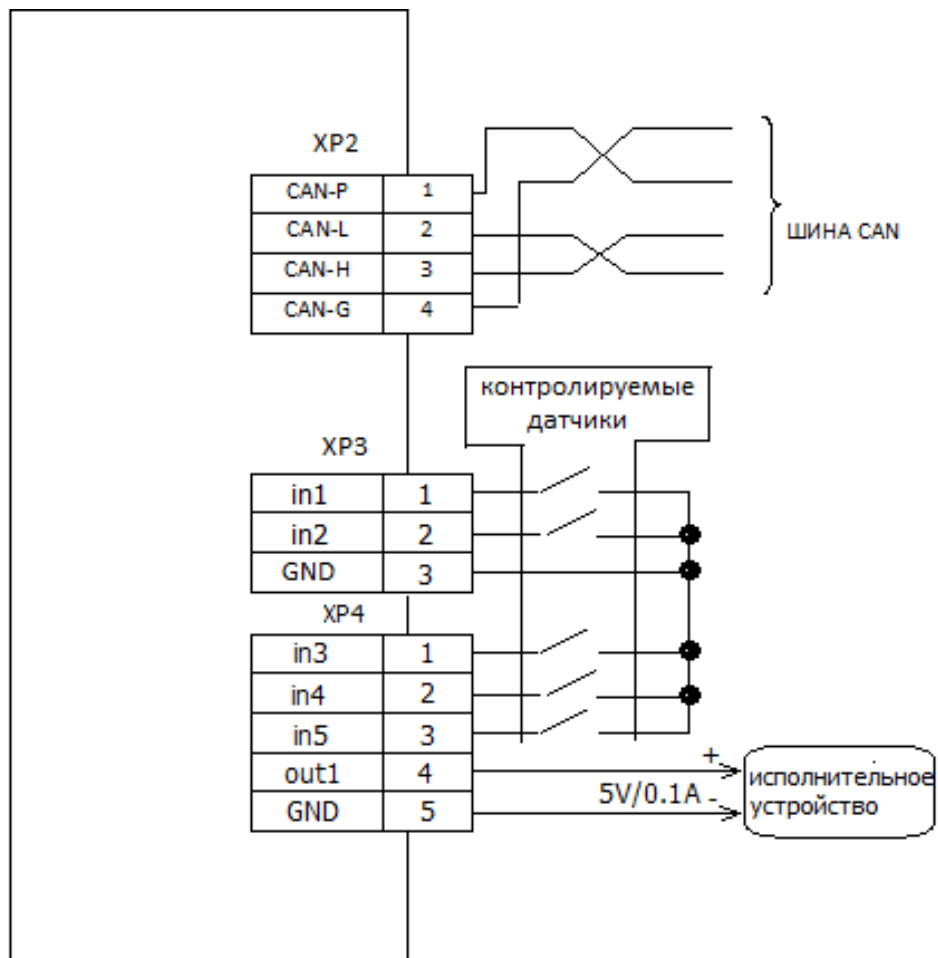 XP2
CAN-P 1
CAN-L 2
CAN-H 3
CAN-G 4
ШИНА CAN
контролируемые
датчики
XP3
in1 1
in2 2
GND 3
XP4
in3 1
in4 2
in5 3
out1 4
GND 5
+
5V/0.1A -
исполнительное
устройство